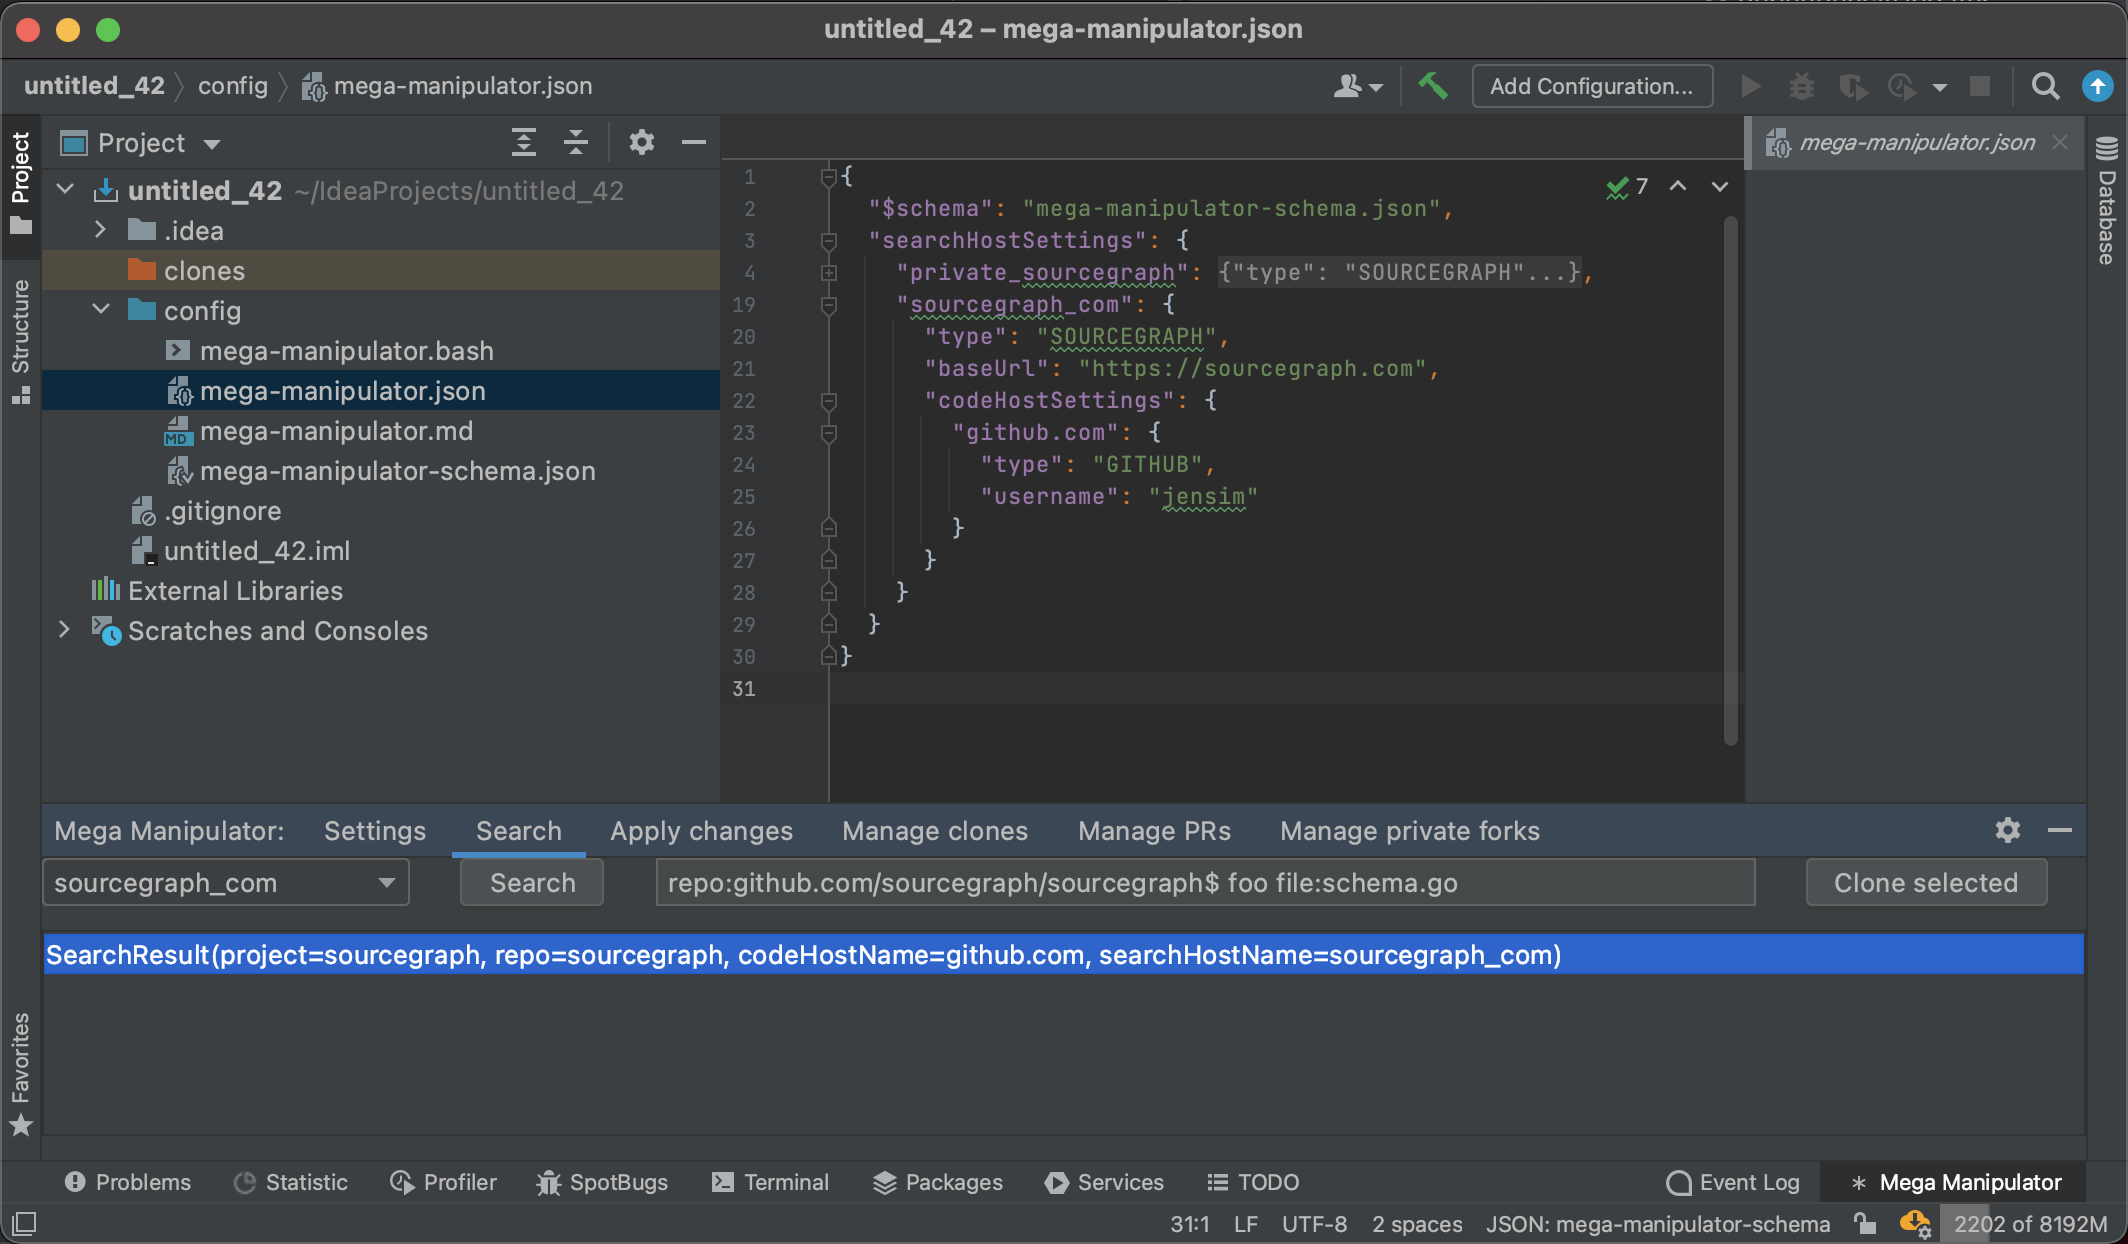 untitled_42 – mega-manipulator.json
untitled_42 config mega-manipulator.json
Add Configuration...
Project
Project
Structure
Favorites
untitled_42 ~/IdeaProjects/untitled_42
.idea
clones
config
mega-manipulator.bash
mega-manipulator.json
mega-manipulator.md
mega-manipulator-schema.json
.gitignore
untitled_42.iml
External Libraries
Scratches and Consoles
mega-manipulator.json
Database
7
1 {
2 "$schema": "mega-manipulator-schema.json",
3 "searchHostSettings": {
4 "private_sourcegraph": {"type": "SOURCEGRAPH"...},
19 "sourcegraph_com": {
20 "type": "SOURCEGRAPH",
21 "baseUrl": "https://sourcegraph.com",
22 "codeHostSettings": {
23 "github.com": {
24 "type": "GITHUB",
25 "username": "jensim"
26 }
27 }
28 }
29 }
30 }
31
Mega Manipulator: Settings Search Apply changes Manage clones Manage PRs Manage private forks
sourcegraph_com Search repo:github.com/sourcegraph/sourcegraph$ foo file:schema.go Clone selected
SearchResult(project=sourcegraph, repo=sourcegraph, codeHostName=github.com, searchHostName=sourcegraph_com)
Problems Statistic Profiler SpotBugs Terminal Packages Services TODO Event Log Mega Manipulator
31:1 LF UTF-8 2 spaces JSON: mega-manipulator-schema 2202 of 8192M